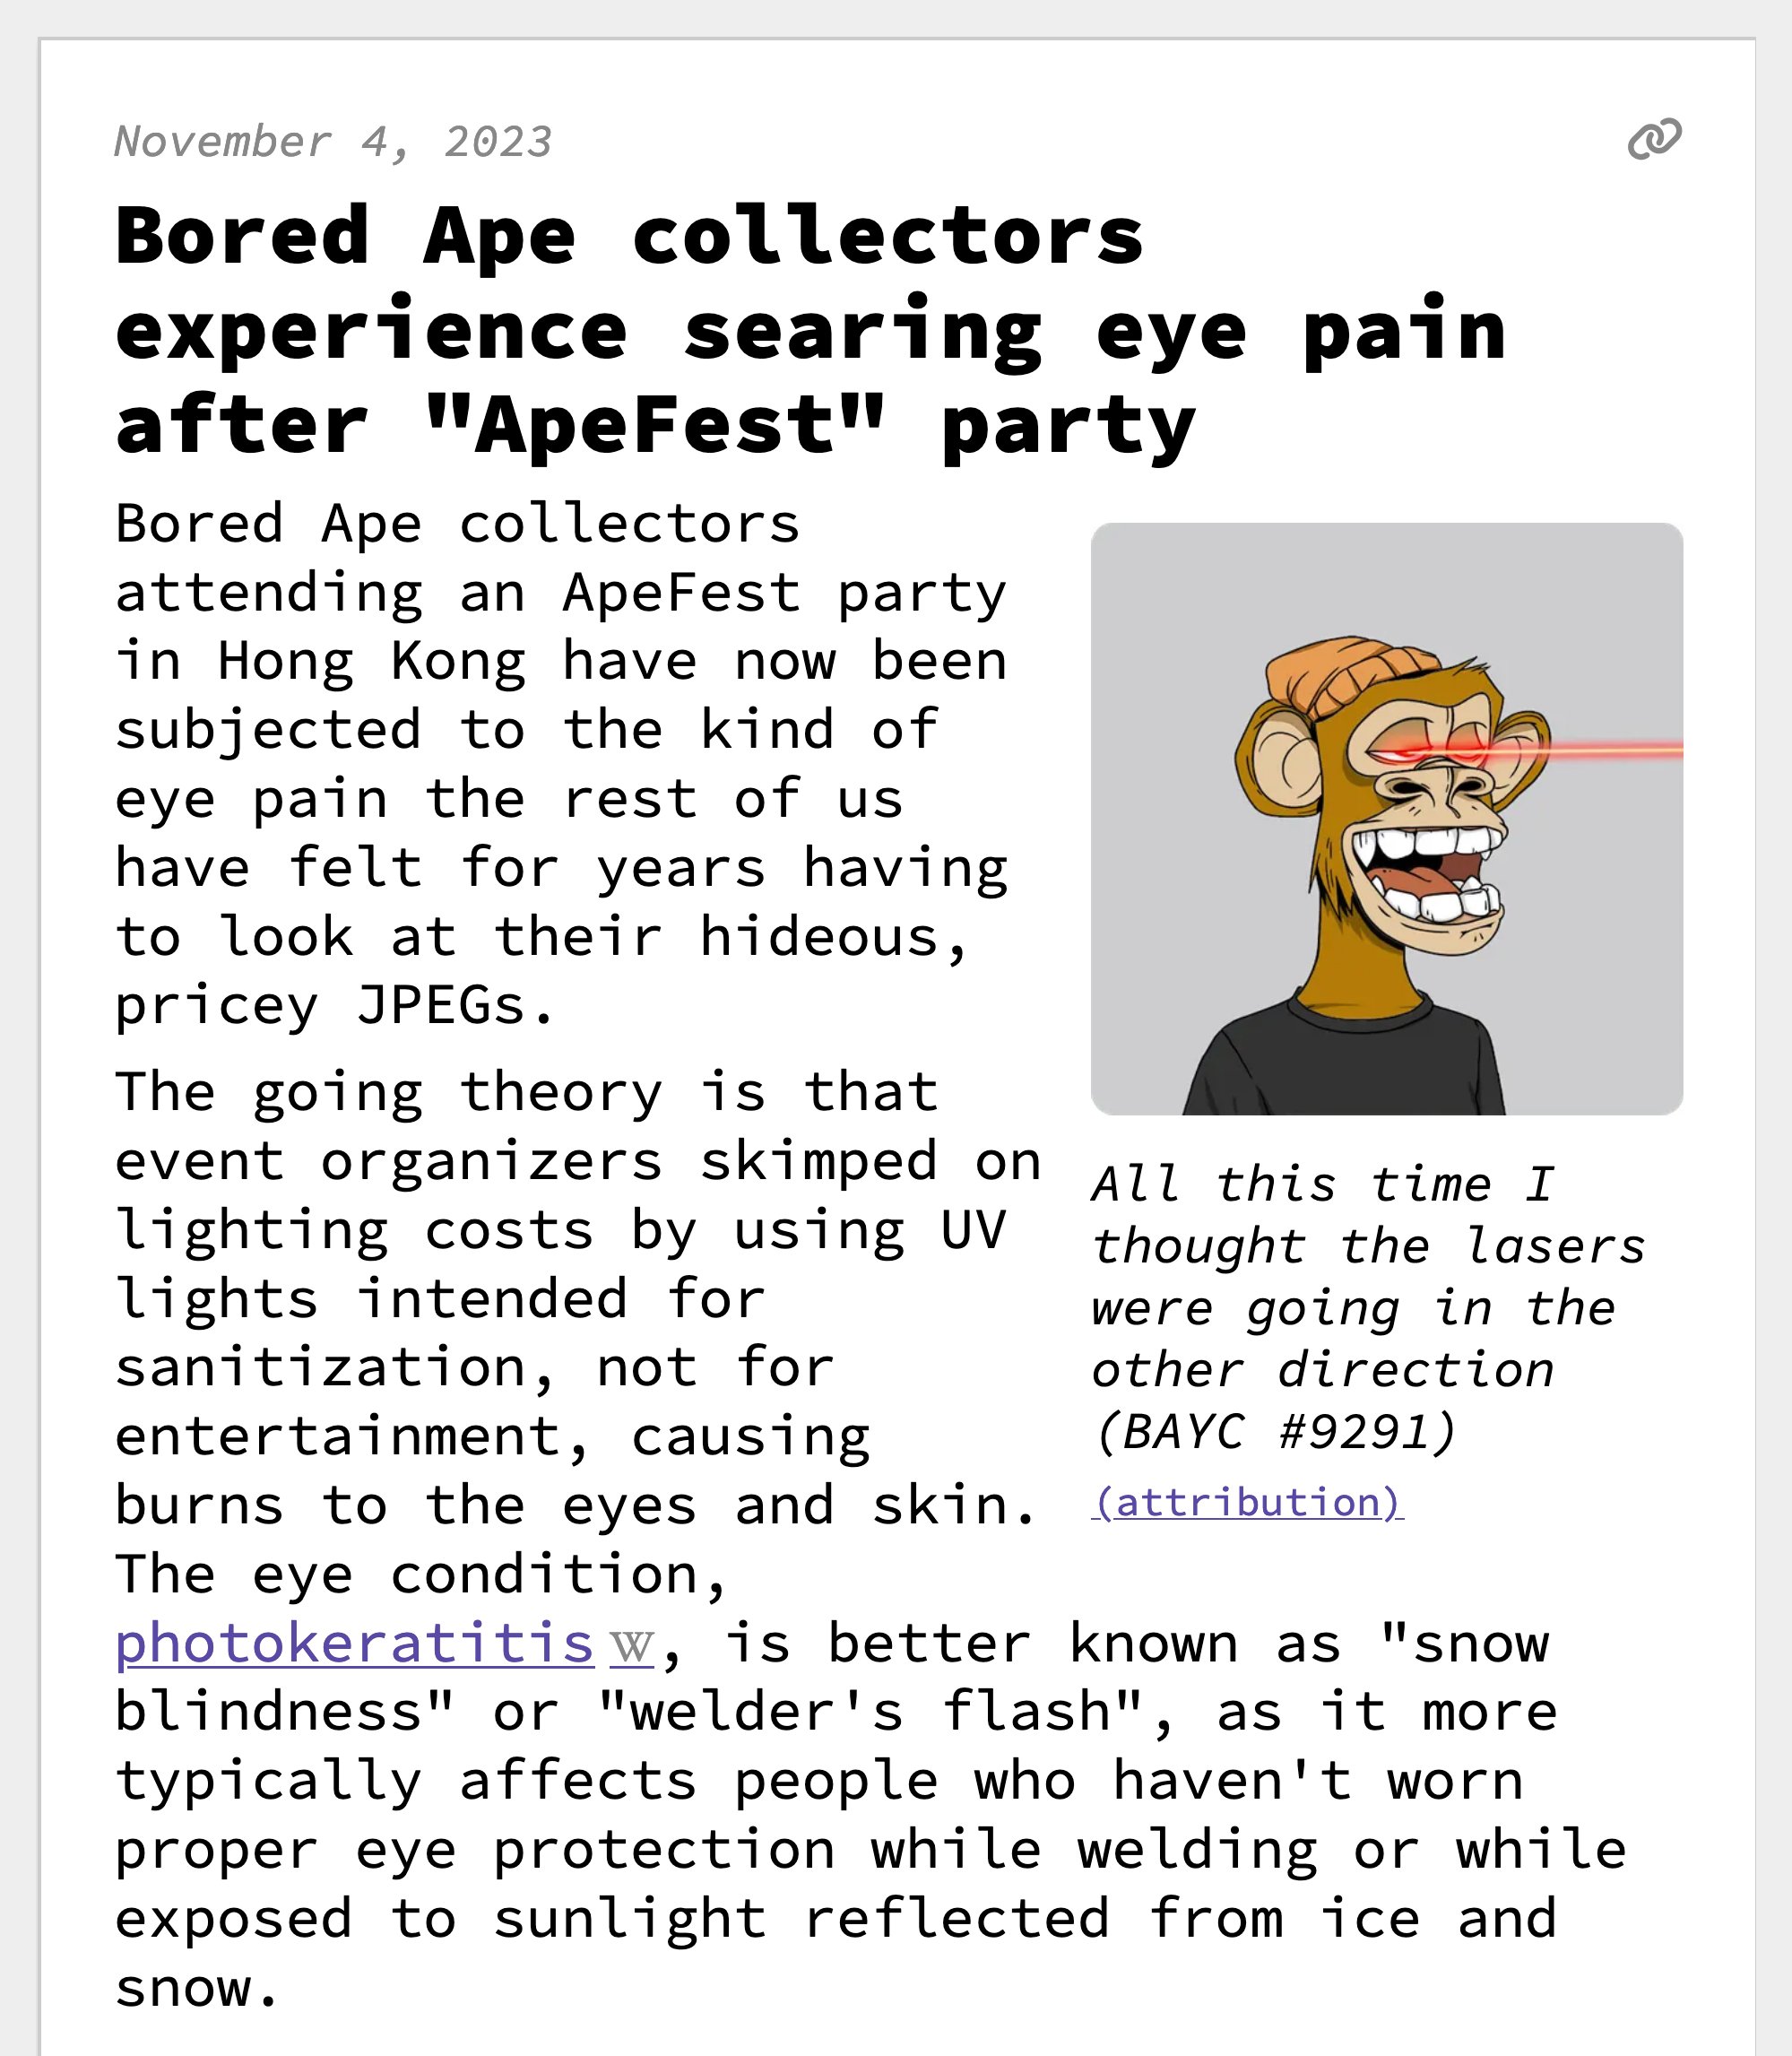 November 4, 2023
Bored Ape collectors
experience searing eye pain
after "ApeFest" party
Bored Ape collectors
attending an ApeFest party
in Hong Kong have now been
subjected to the kind of
eye pain the rest of us
have felt for years having
to look at their hideous,
pricey JPEGs.
The going theory is that
event organizers skimped on
lighting costs by using UV
lights intended for
sanitization, not for
entertainment, causing
burns to the eyes and skin.
The eye condition,
photokeratitis W, is better known as "snow
blindness" or "welder's flash", as it more
typically affects people who haven't worn
proper eye protection while welding or while
exposed to sunlight reflected from ice and
snow.
All this time I
thought the lasers
were going in the
other direction
(BAYC #9291)
(attribution)